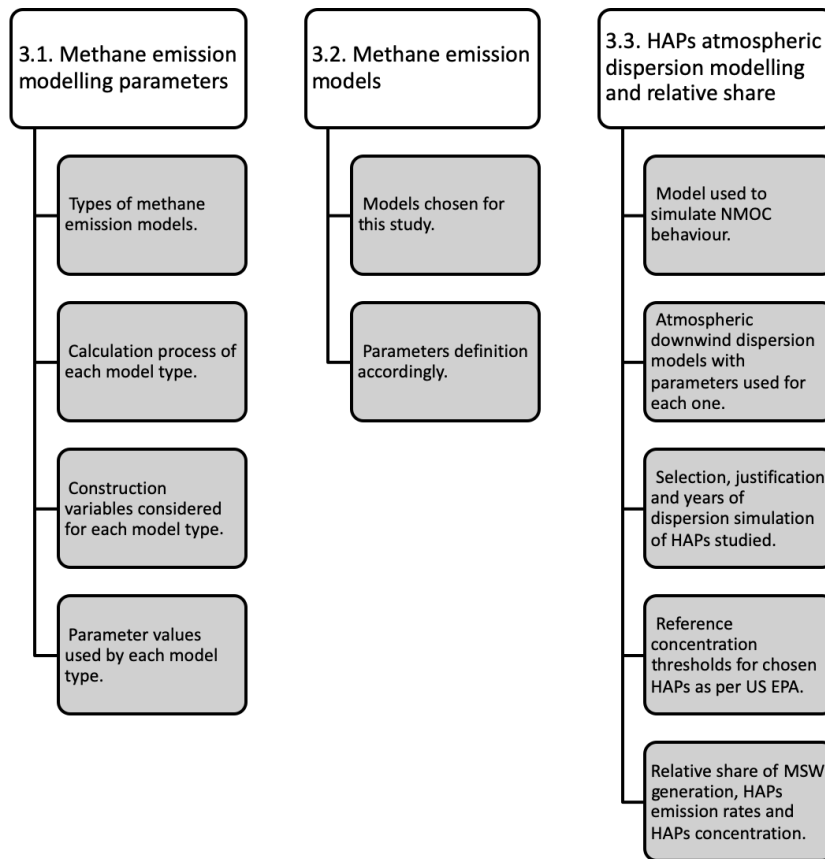 3.1. Methane emission
modelling parameters
Types of methane
emission models.
Calculation process of
each model type.
Construction
variables considered
for each model type.
Parameter values
used by each model
type.
3.2. Methane emission
models
Models chosen for
this study.
Parameters definition
accordingly.
3.3. HAPs atmospheric
dispersion modelling
and relative share
Model used to
simulate NMOC
behaviour.
Atmospheric
downwind dispersion
models with
parameters used for
each one.
Selection, justification
and years of
dispersion simulation
of HAPs studied.
Reference
concentration
thresholds for chosen
HAPs as per US EPA.
Relative share of MSW
generation, HAPs
emission rates and
HAPs concentration.